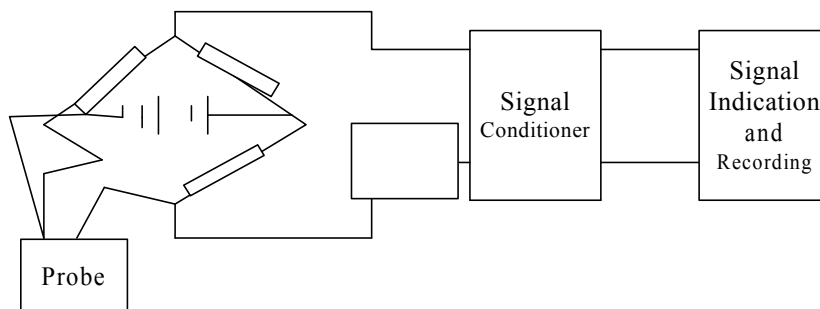 Signal
Conditioner
Signal
Indication
and
Recording
Probe